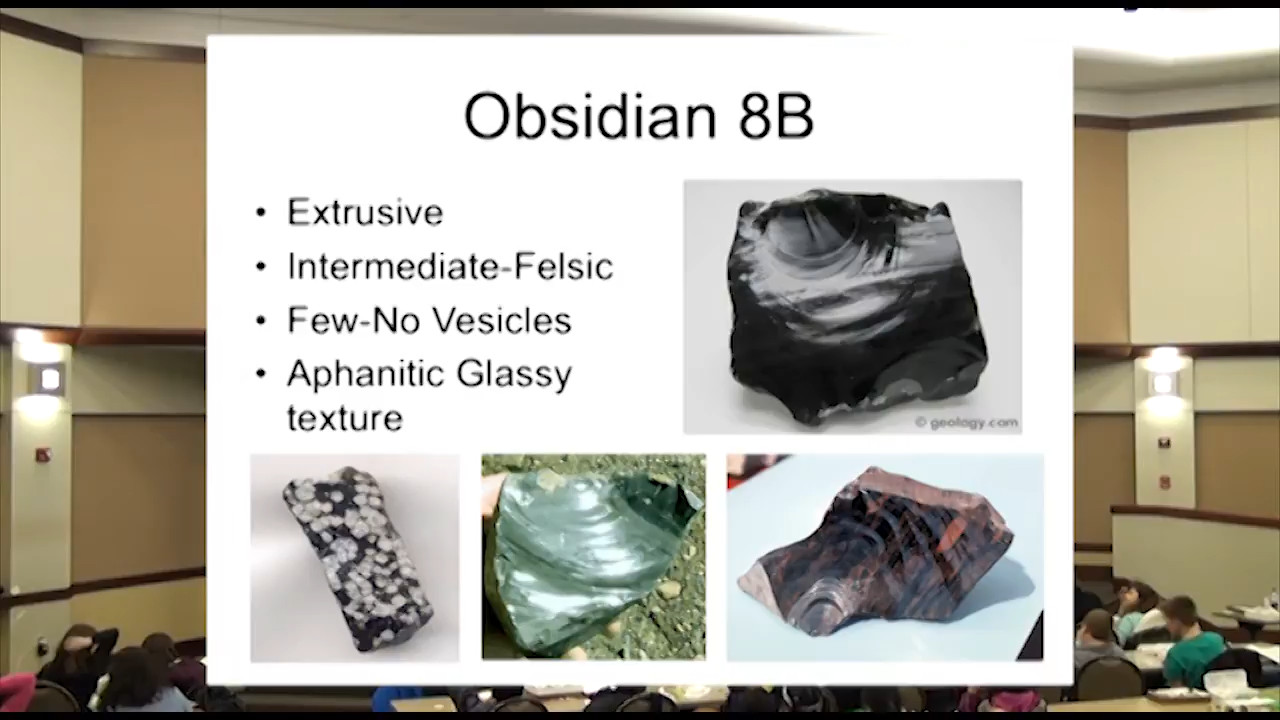 Obsidian 8B
• Extrusive
• Intermediate-Felsic
• Few-No Vesicles
• Aphanitic Glassy
texture
© geology.com